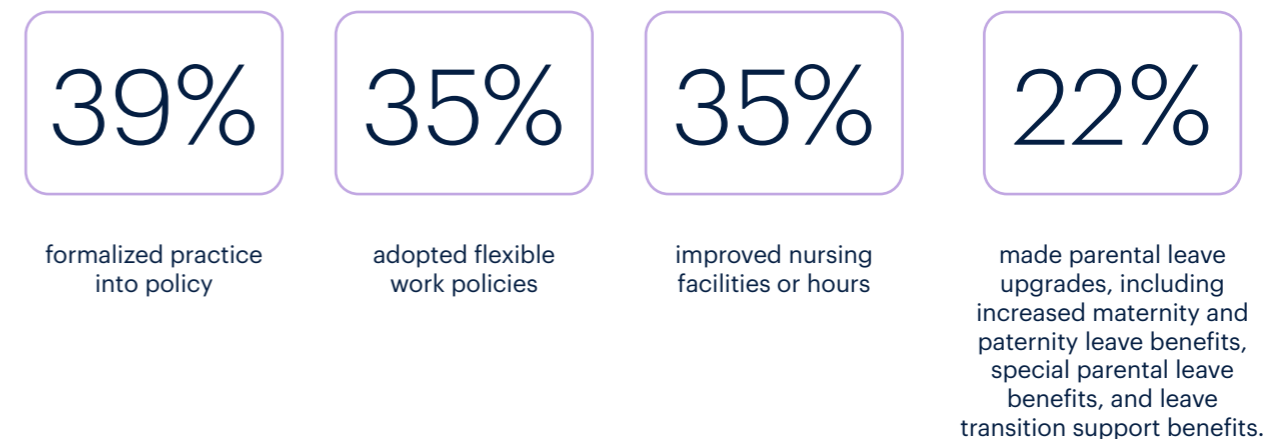 39%
formalized practice
into policy
35%
adopted flexible
work policies
35%
improved nursing
facilities or hours
22%
made parental leave
upgrades, including
increased maternity and
paternity leave benefits,
special parental leave
benefits, and leave
transition support benefits.